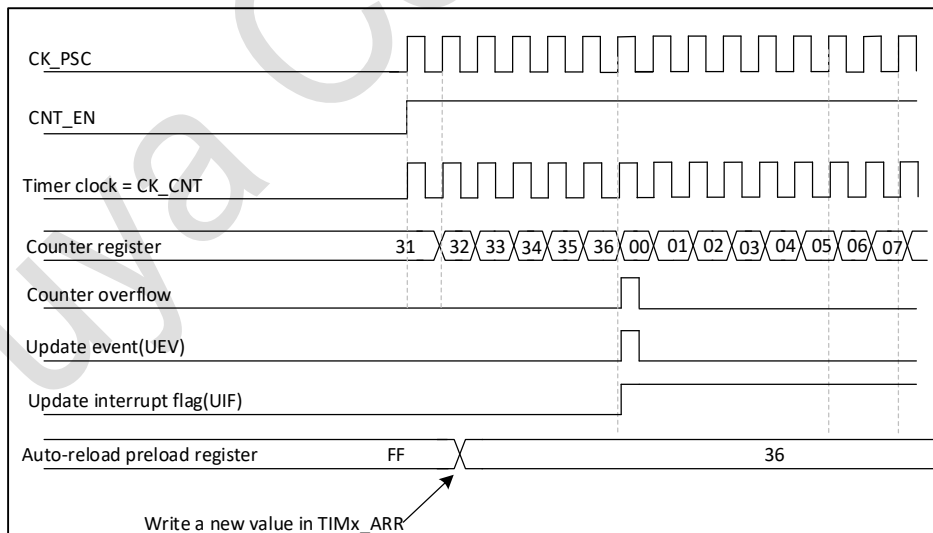 CK_PSC
CNT_EN
Timer clock = CK_CNT
Counter register 31 32 33 34 35 36 00 01 02 03 04 05 06 07
Counter overflow
Update event(UEV)
Update interrupt flag(UIF)
Auto-reload preload register FF 36
Write a new value in TIMx_ARR